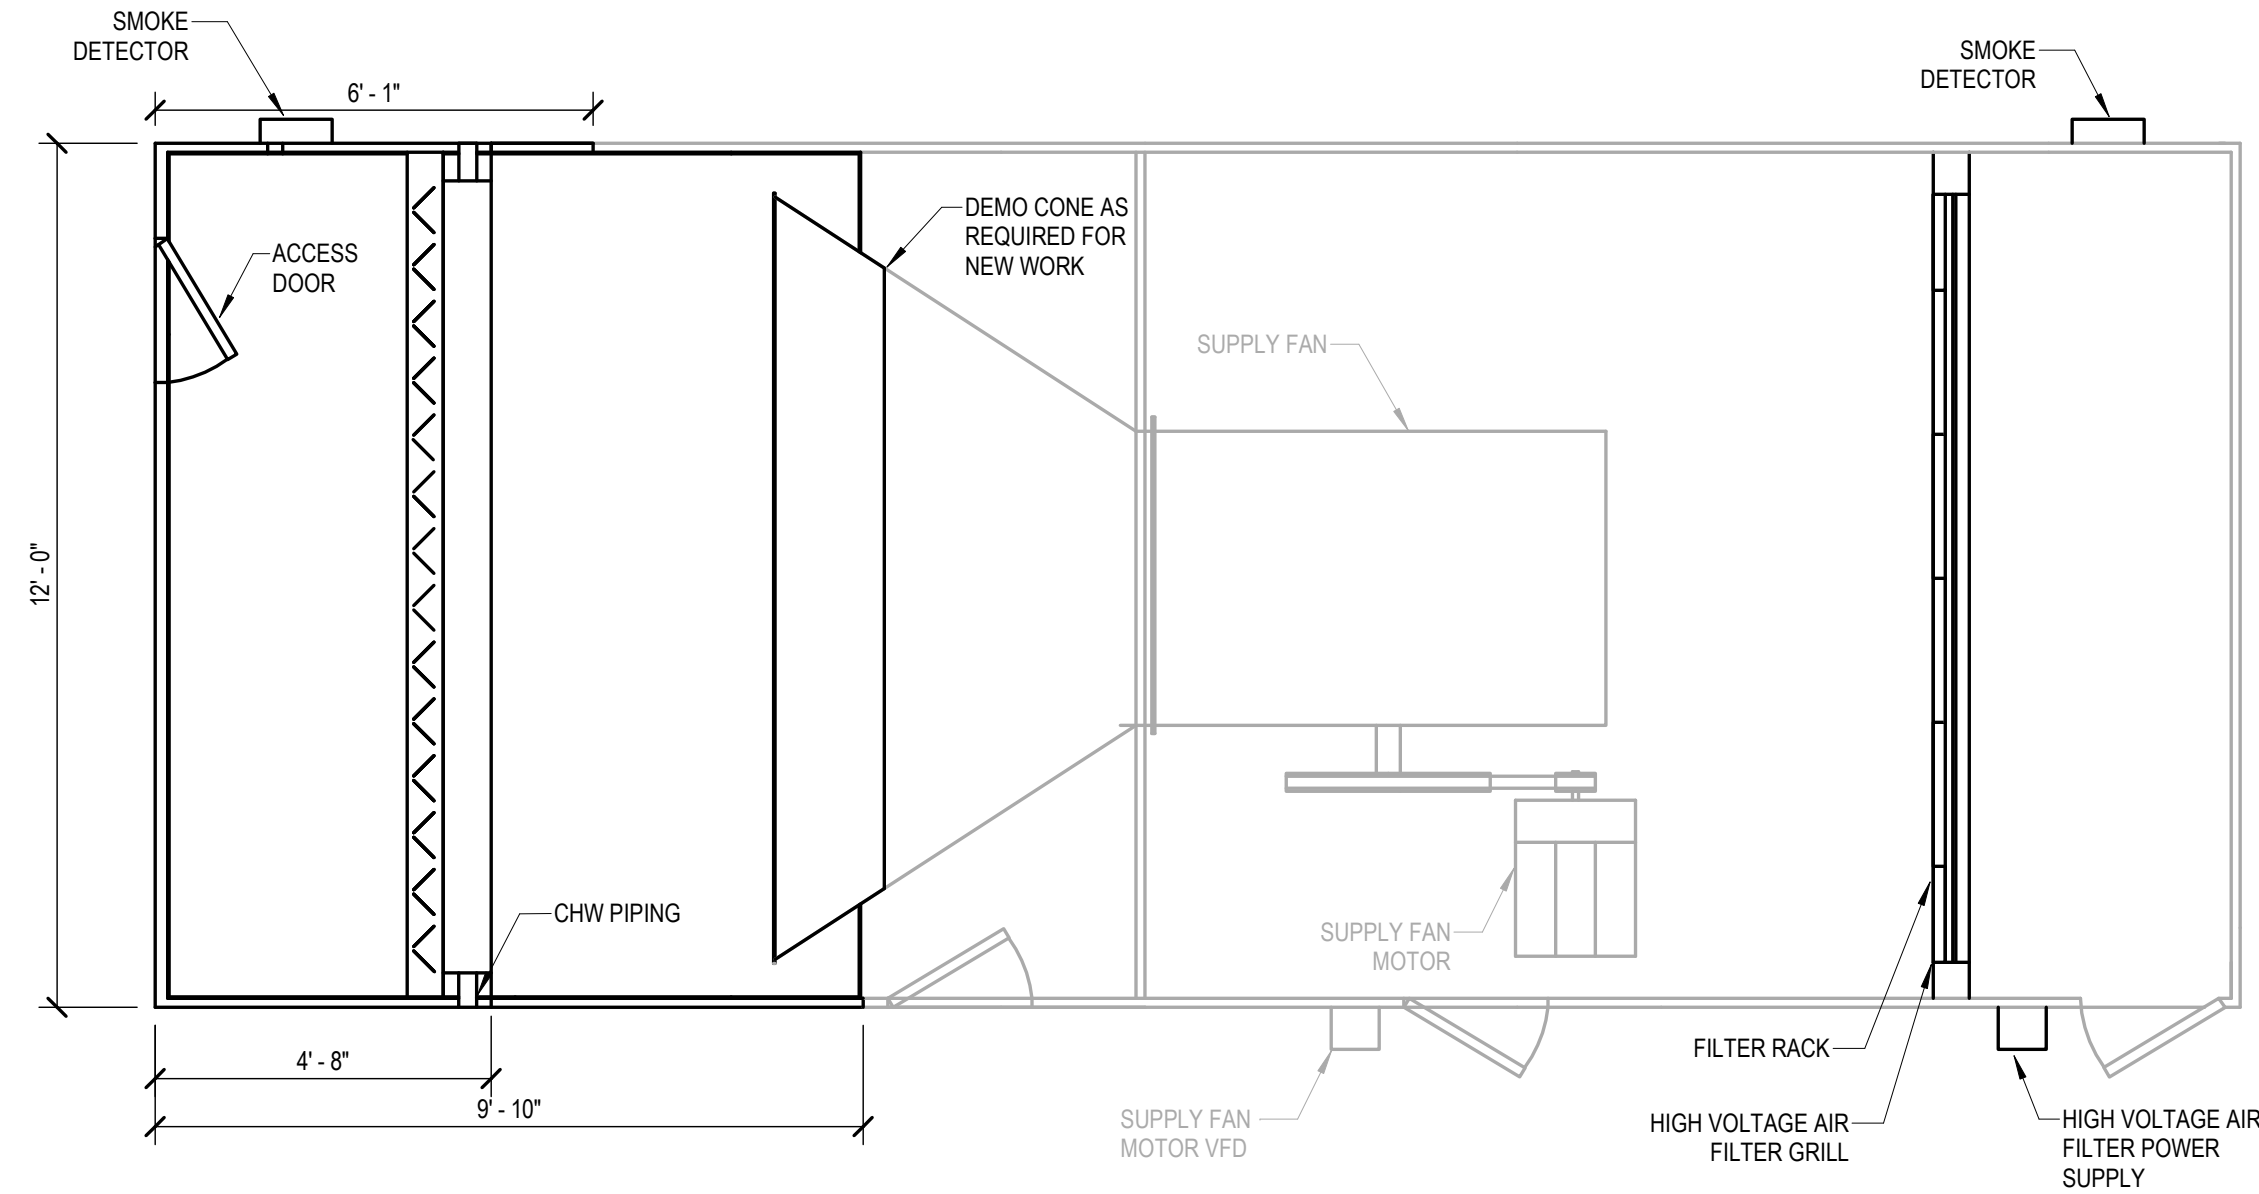 SMOKE
DETECTOR
6' - 1"
SMOKE
DETECTOR
ACCESS
DOOR
DEMO CONE AS
REQUIRED FOR
NEW WORK
SUPPLY FAN
12' - 0"
CHW PIPING
SUPPLY FAN
MOTOR
4' - 8"
9' - 10"
SUPPLY FAN
MOTOR VFD
FILTER RACK
HIGH VOLTAGE AIR
FILTER GRILL
HIGH VOLTAGE AIR
FILTER POWER
SUPPLY